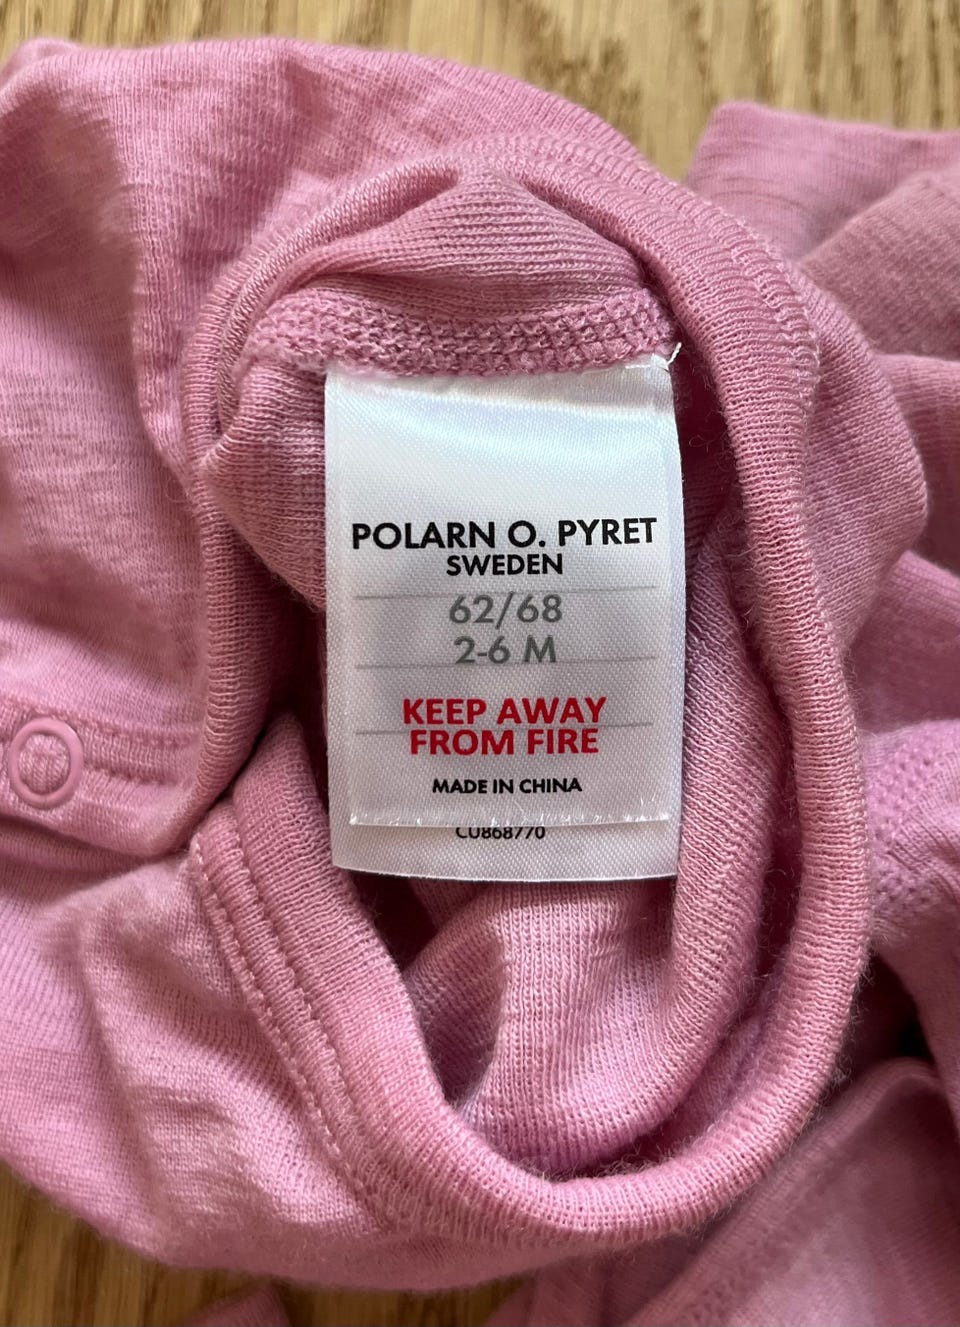 POLARN O. PYRET
SWEDEN
62/68
2-6 M
KEEP AWAY
FROM FIRE
MADE IN CHINA
CU868770